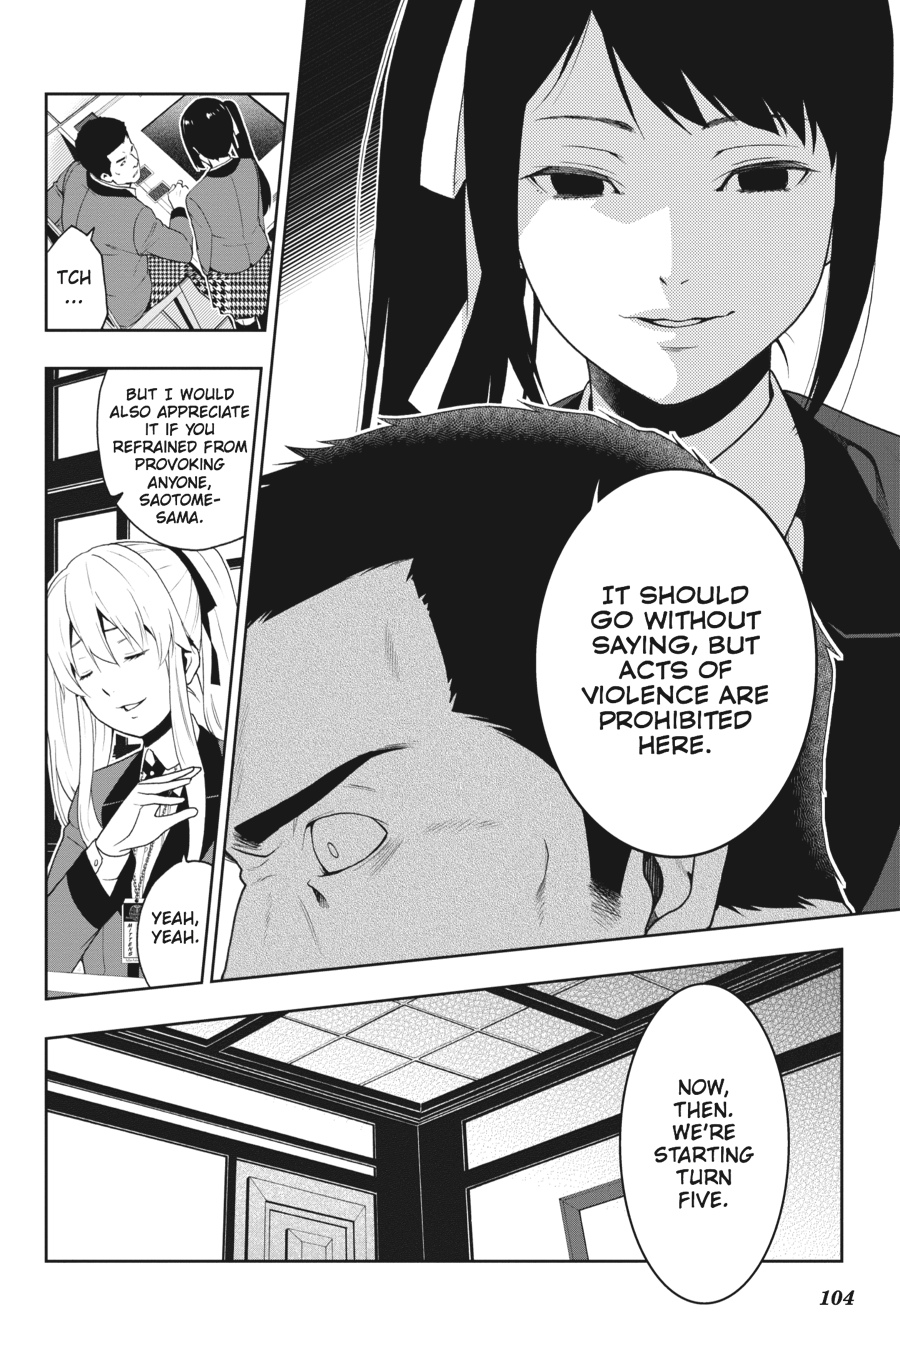 IT SHOULD
GO WITHOUT
SAYING, BUT
ACTS OF
VIOLENCE ARE
PROHIBITED
HERE.
TCH
...
BUT I WOULD
ALSO APPRECIATE
IT IF YOU
REFRAINED FROM
PROVOKING
ANYONE,
SAOTOME-
SAMA.
YEAH,
YEAH.
MITTENS
NOW,
THEN.
WE'RE
STARTING
TURN
FIVE.
104